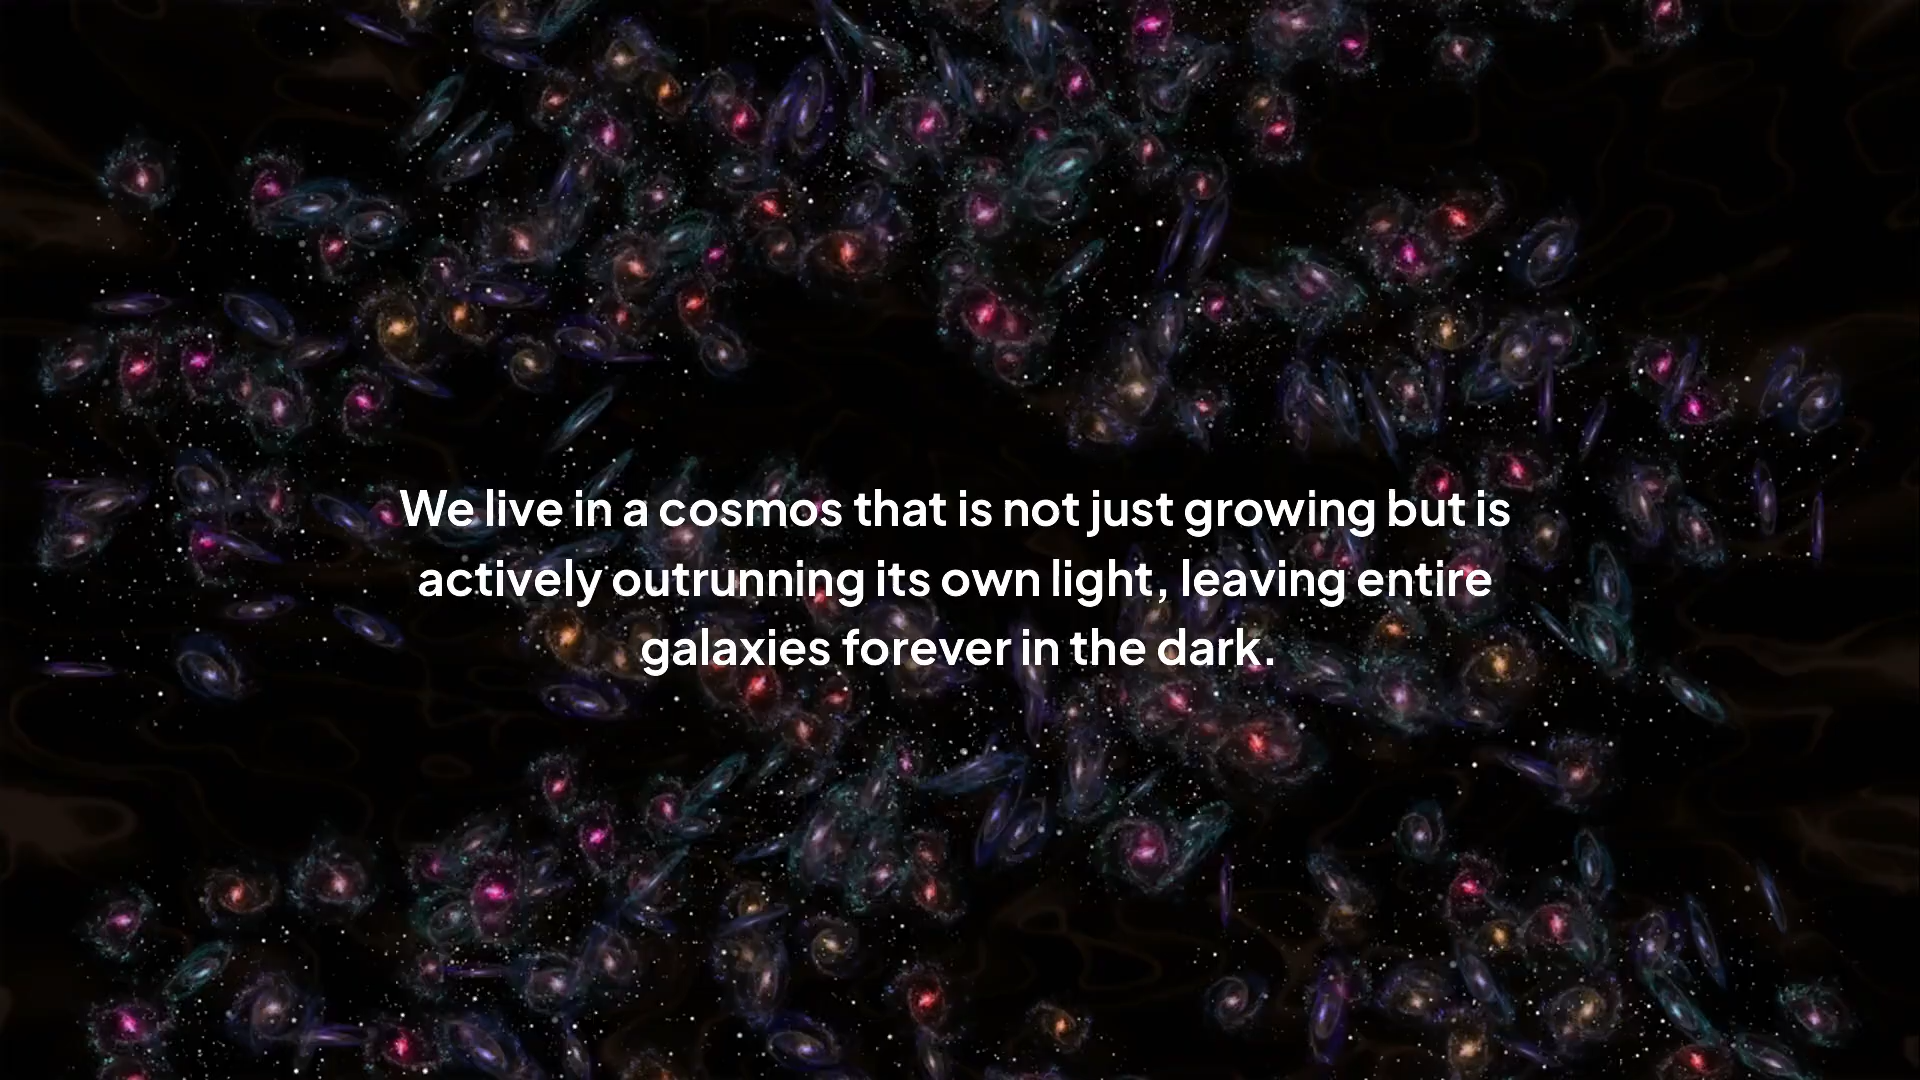 We live in a cosmos that is not just growing but is
actively outrunning its own light, leaving entire
galaxies forever in the dark.